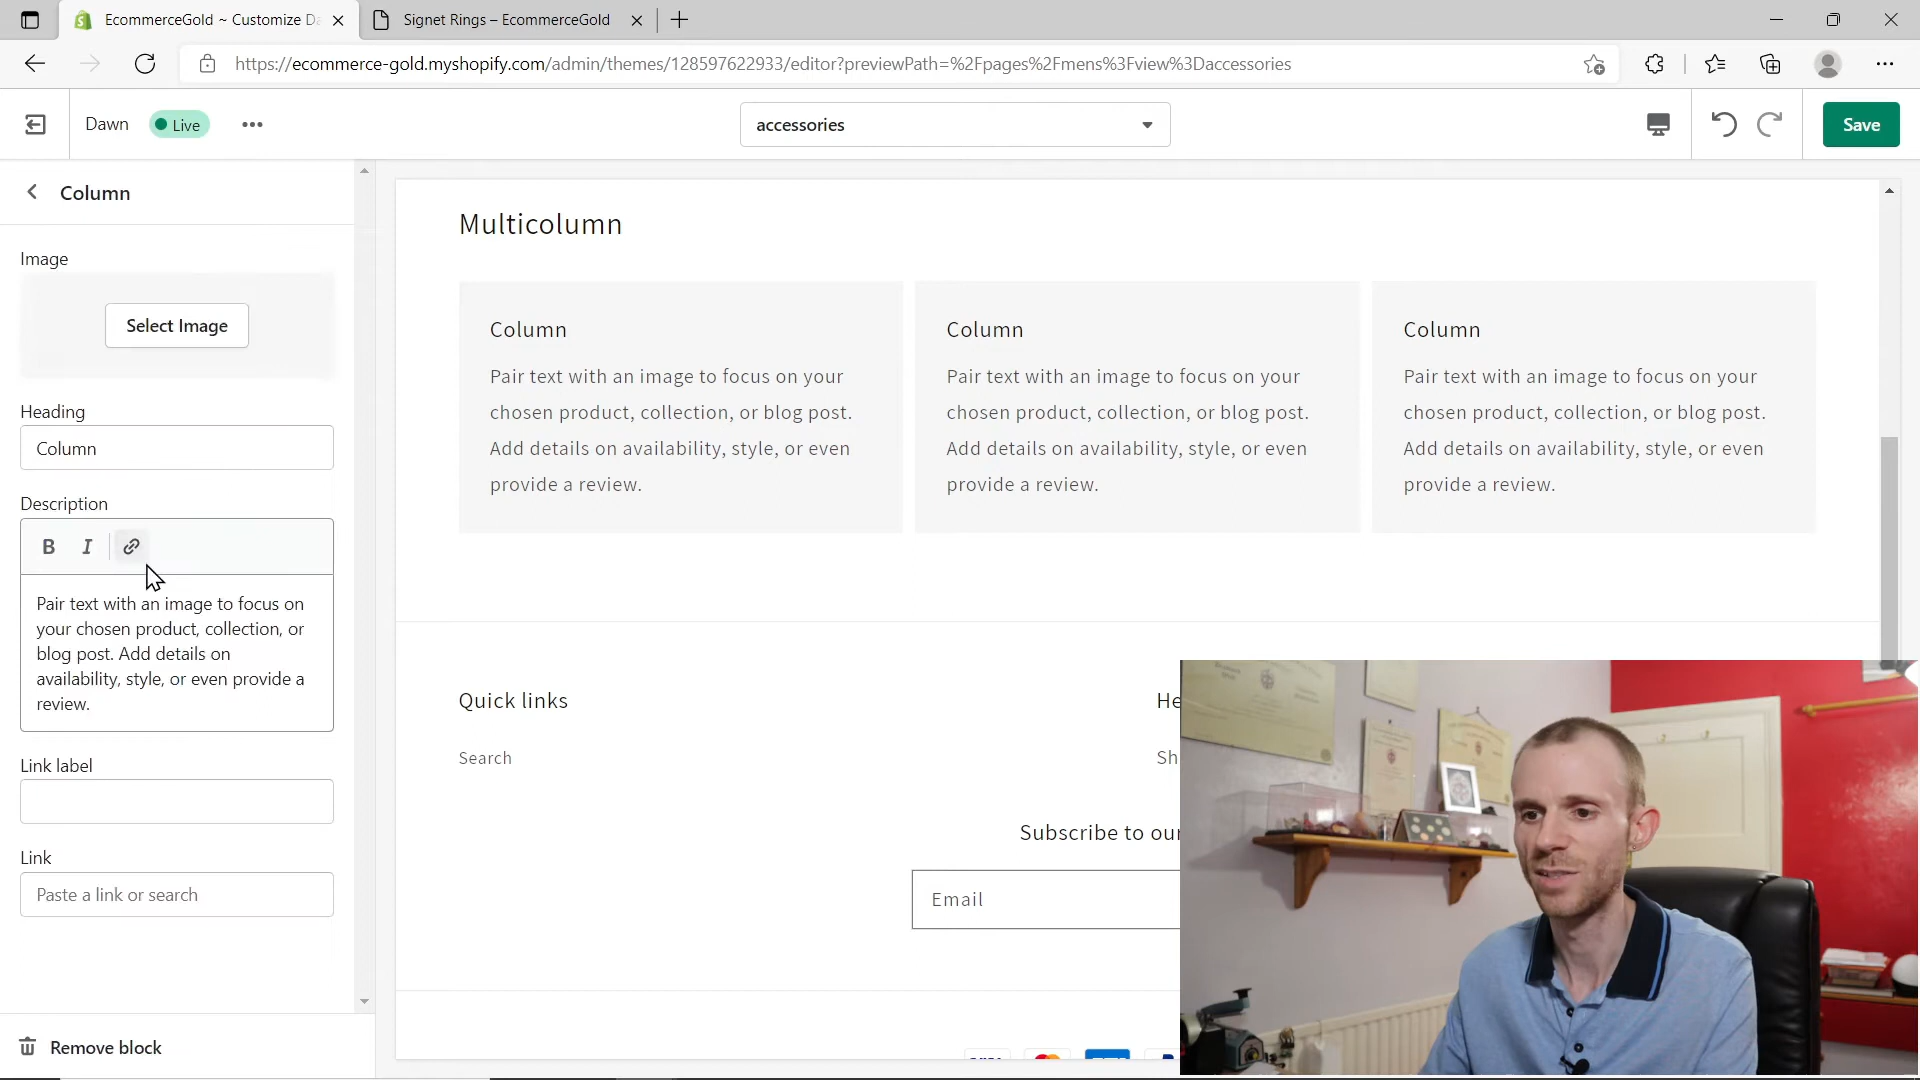 EcommerceGold ~ Customize Da
Signet Rings – EcommerceGold
https://ecommerce-gold.myshopify.com/admin/themes/128597622933/editor?previewPath=%2Fpages%2Fmens%3Fview%3Daccessories
Dawn
Live
accessories
Save
Column
Image
Select Image
Heading
Column
Description
B I
Pair text with an image to focus on
your chosen product, collection, or
blog post. Add details on
availability, style, or even provide a
review.
Link label
Link
Paste a link or search
Remove block
Multicolumn
Column
Pair text with an image to focus on your
chosen product, collection, or blog post.
Add details on availability, style, or even
provide a review.
Column
Pair text with an image to focus on your
chosen product, collection, or blog post.
Add details on availability, style, or even
provide a review.
Column
Pair text with an image to focus on your
chosen product, collection, or blog post.
Add details on availability, style, or even
provide a review.
Quick links
Search
He
Sh
Subscribe to our
Email